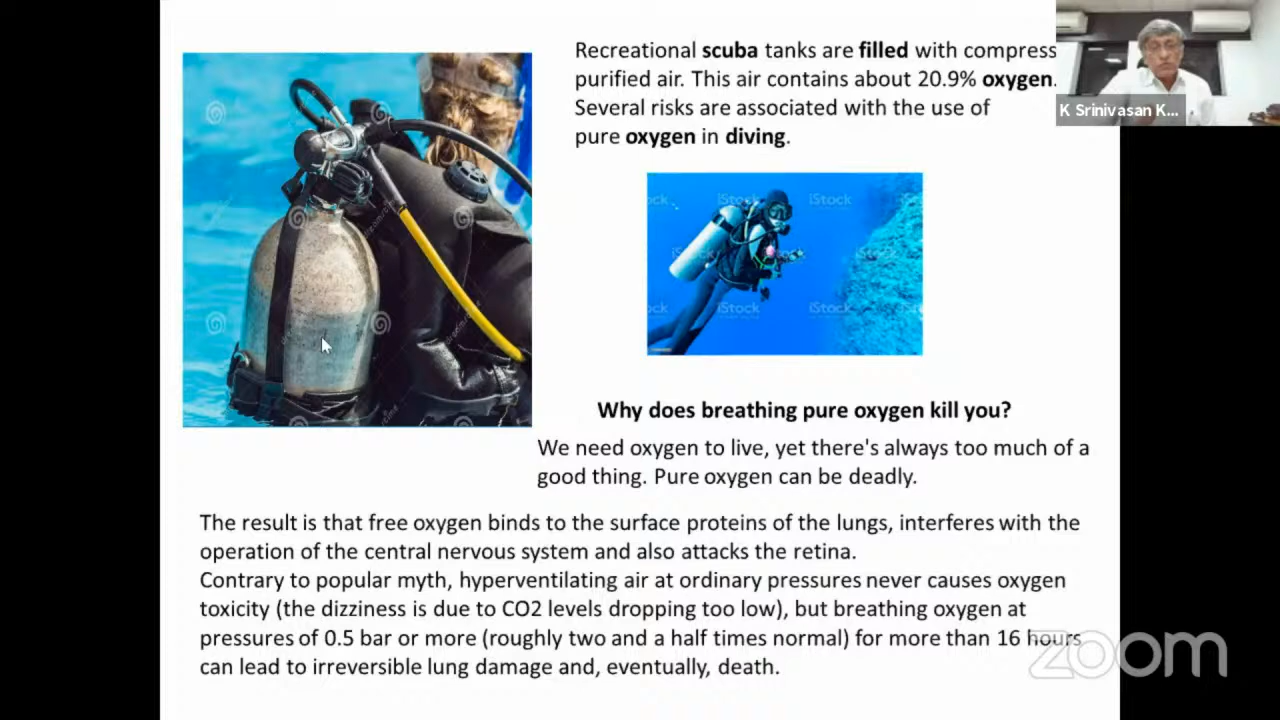 Recreational scuba tanks are filled with compress
purified air. This air contains about 20.9% oxygen.
Several risks are associated with the use of
pure oxygen in diving.
K Srinivasan K...
iStock
iStock
iStock
iStock
Why does breathing pure oxygen kill you?
We need oxygen to live, yet there's always too much of a
good thing. Pure oxygen can be deadly.
The result is that free oxygen binds to the surface proteins of the lungs, interferes with the
operation of the central nervous system and also attacks the retina.
Contrary to popular myth, hyperventilating air at ordinary pressures never causes oxygen
toxicity (the dizziness is due to CO2 levels dropping too low), but breathing oxygen at
pressures of 0.5 bar or more (roughly two and a half times normal) for more than 16 hours
can lead to irreversible lung damage and, eventually, death.
zoom